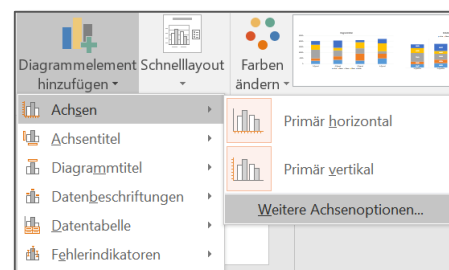 Diagrammelement Schnelllayout Farben
hinzufügen ändern
Achsen
Achsentitel
Diagrammtitel
Datenbeschriftungen
Datentabelle
Fehlerindikatoren
Primär horizontal
Primär vertikal
Weitere Achsenoptionen...